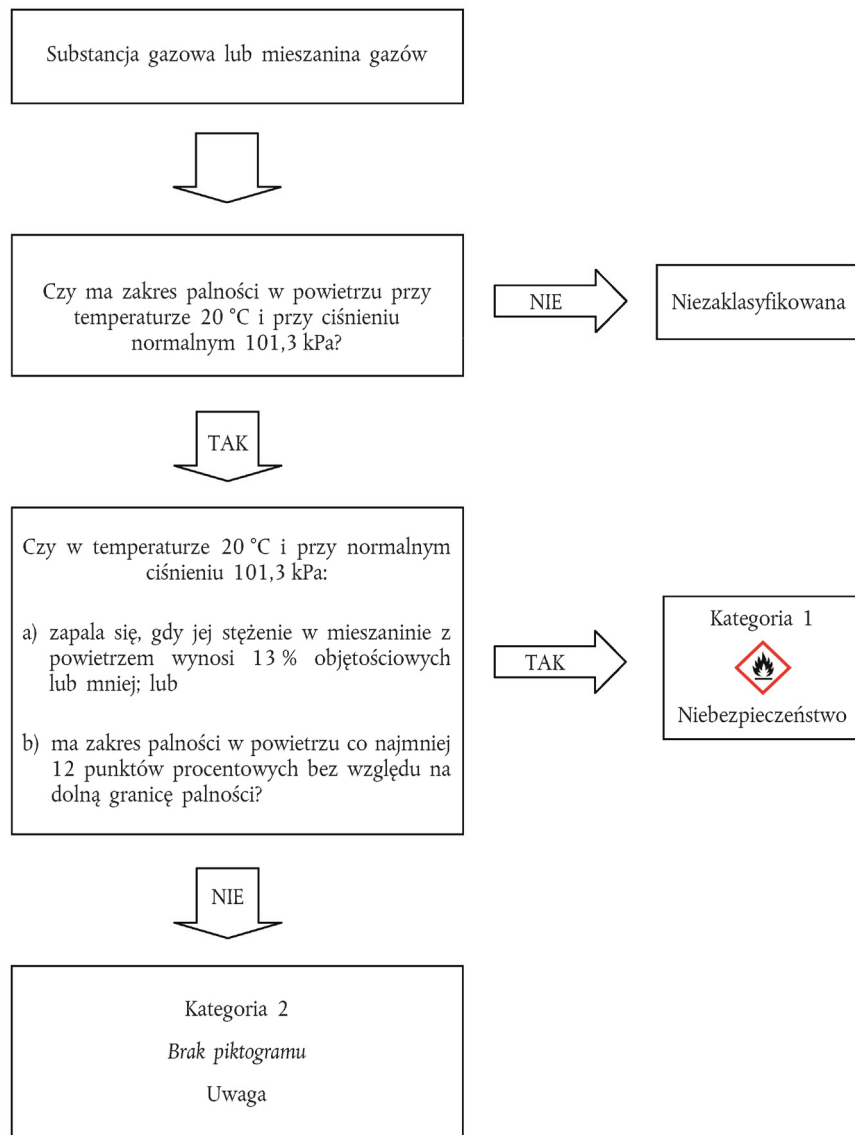 Substancja gazowa lub mieszanina gazów
Czy ma zakres palności w powietrzu przy
temperaturze 20 °C i przy ciśnieniu
normalnym 101,3 kPa?
NIE
Niezaklasyfikowana
TAK
Czy w temperaturze 20 °C i przy normalnym
ciśnieniu 101,3 kPa:
a) zapala się, gdy jej stężenie w mieszaninie z
powietrzem wynosi 13 % objętościowych
lub mniej; lub
b) ma zakres palności w powietrzu co najmniej
12 punktów procentowych bez względu na
dolną granicę palności?
TAK
Kategoria 1
Niebezpieczeństwo
NIE
Kategoria 2
Brak piktogramu
Uwaga